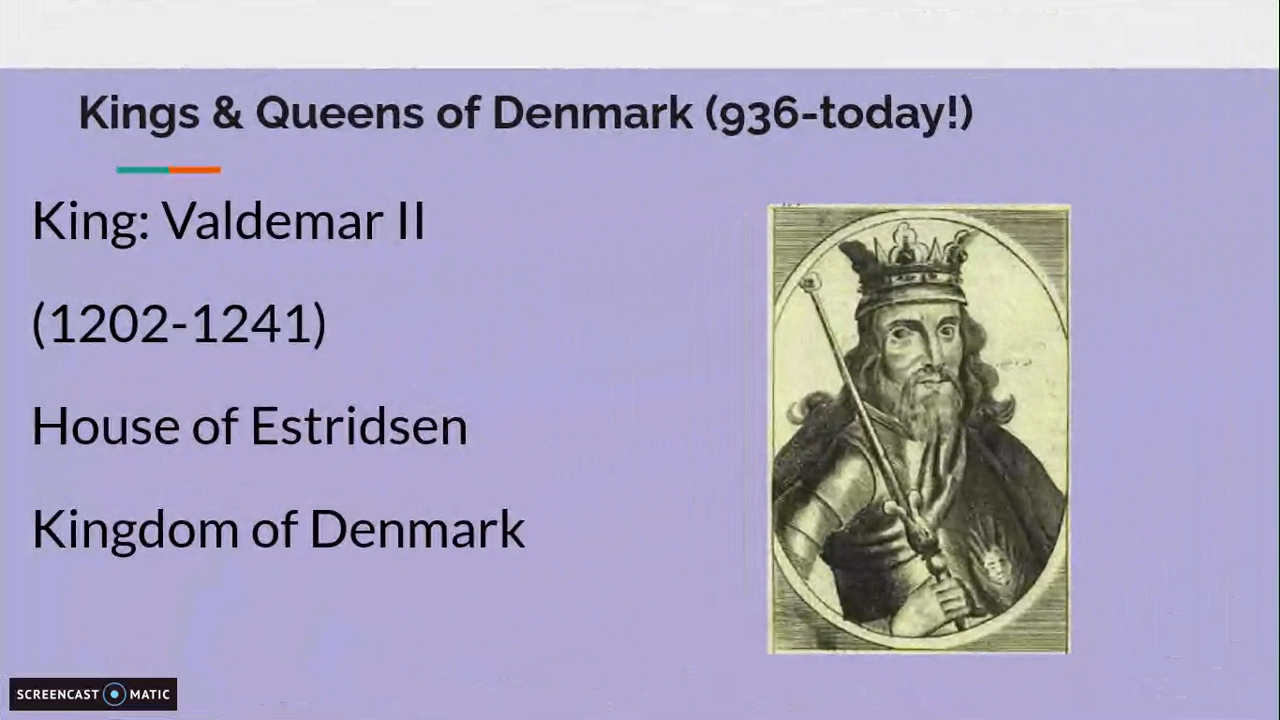 Kings & Queens of Denmark (936-today!)
King: Valdemar II
(1202-1241)
House of Estridsen
Kingdom of Denmark
SCREENCAST MATIC